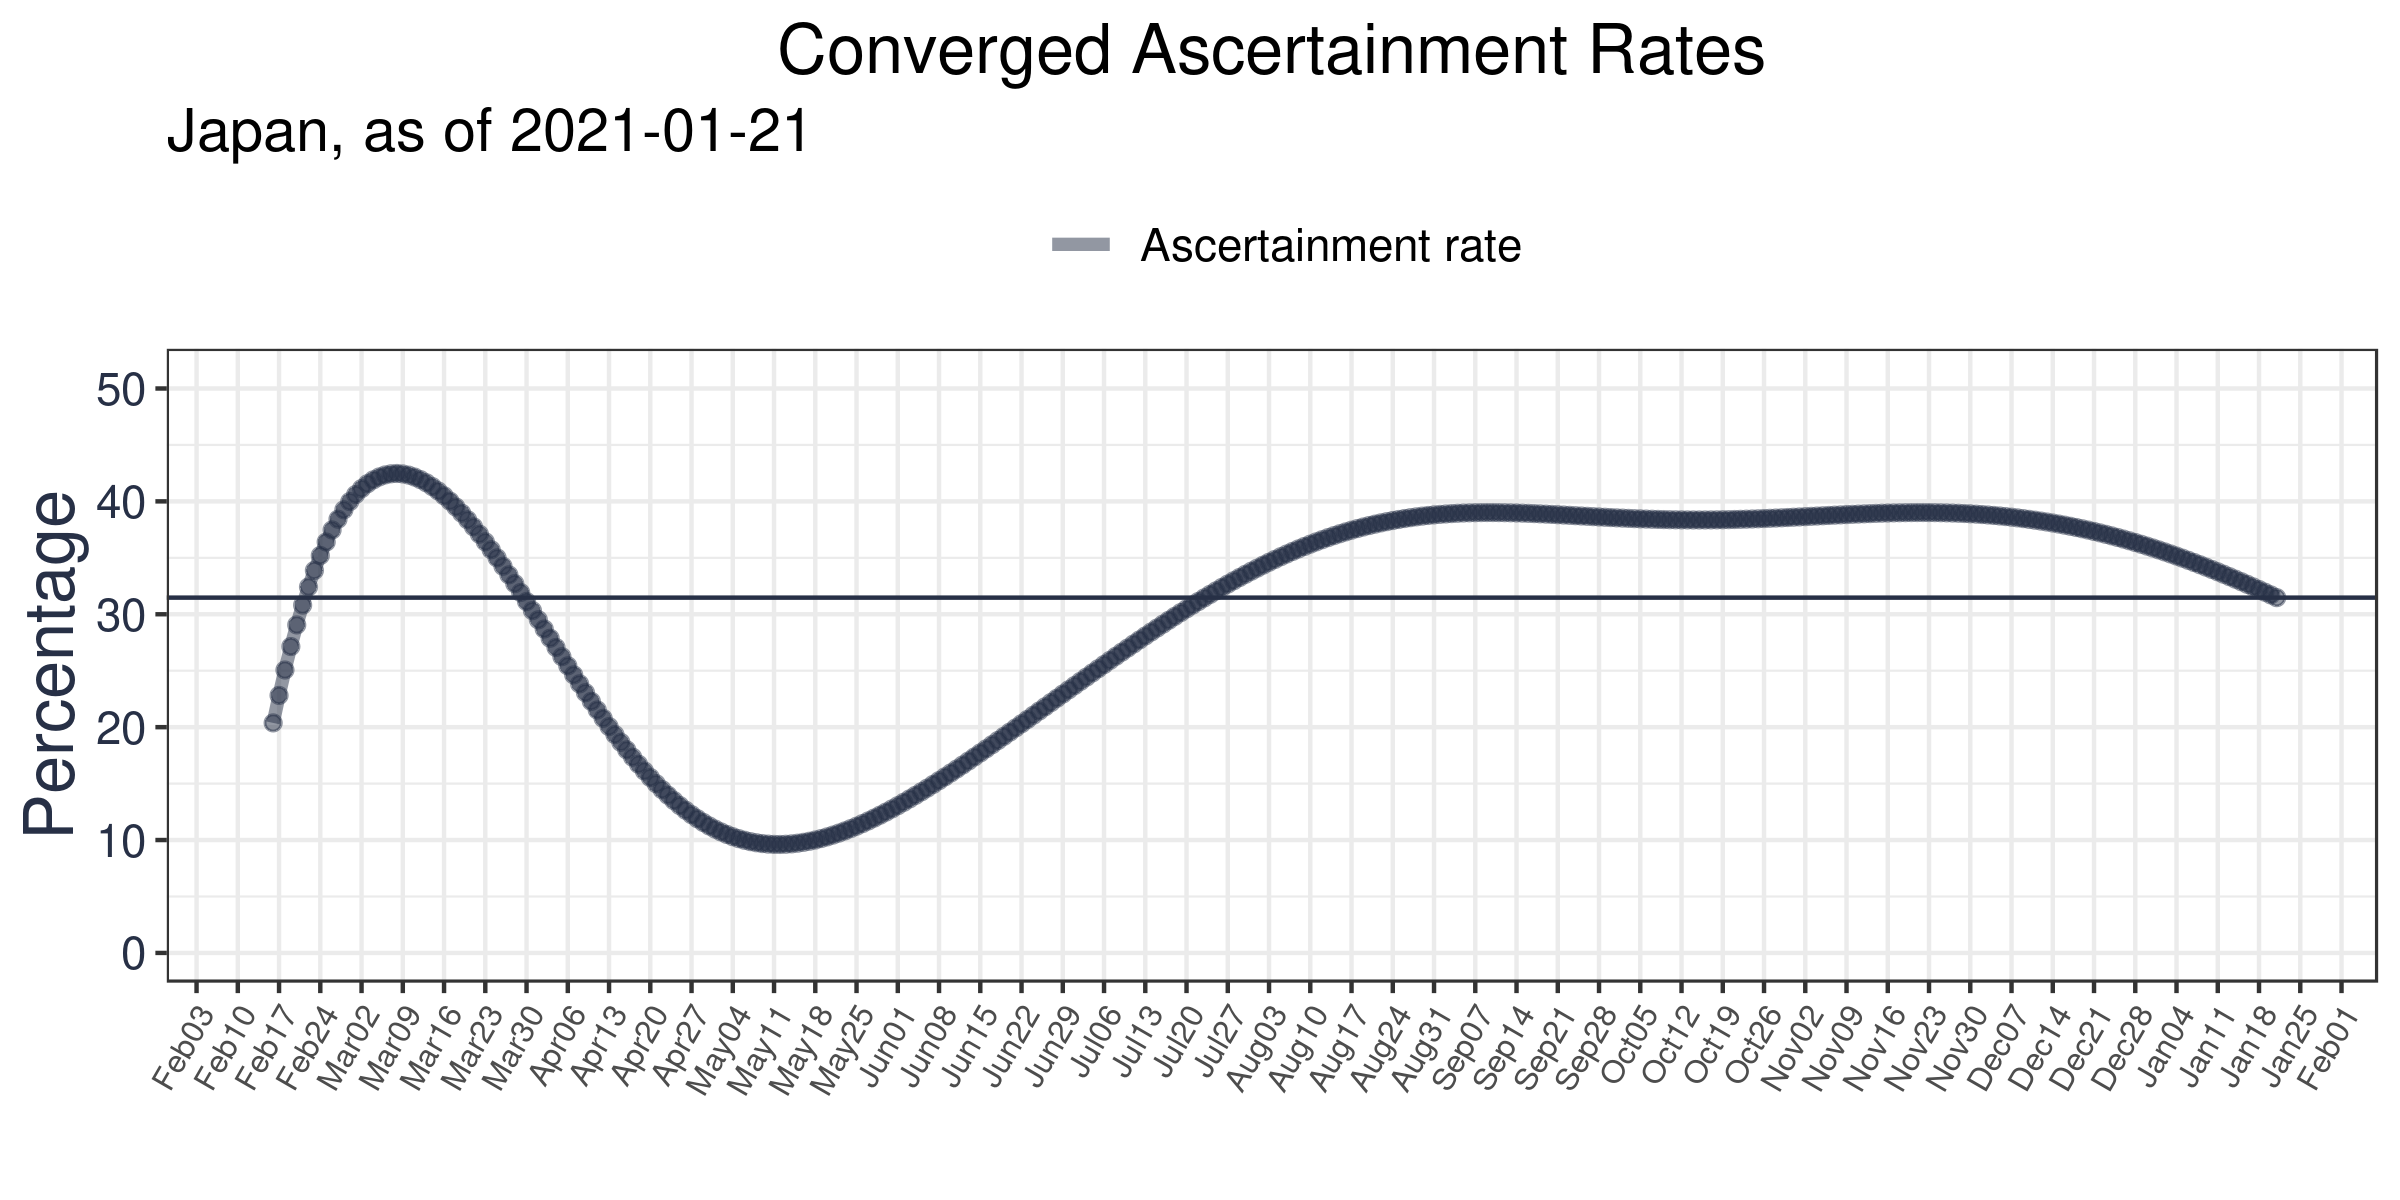 Converged Ascertainment Rates
Japan, as of 2021-01-21
Ascertainment rate
Percentage
50
40
30
20
10
0
Feb03 Feb10 Feb17 Feb24 Mar02 Mar09 Mar16 Mar23 Mar30 Apr06 Apr13 Apr20 Apr27 May04 May11 May18 May25 Jun01 Jun08 Jun15 Jun22 Jun29 Jul06 Jul13 Jul20 Jul27 Aug03 Aug10 Aug17 Aug24 Aug31 Sep07 Sep14 Sep21 Sep28 Oct05 Oct12 Oct19 Oct26 Nov02 Nov09 Nov16 Nov23 Nov30 Dec07 Dec14 Dec21 Dec28 Jan04 Jan11 Jan18 Jan25 Feb01